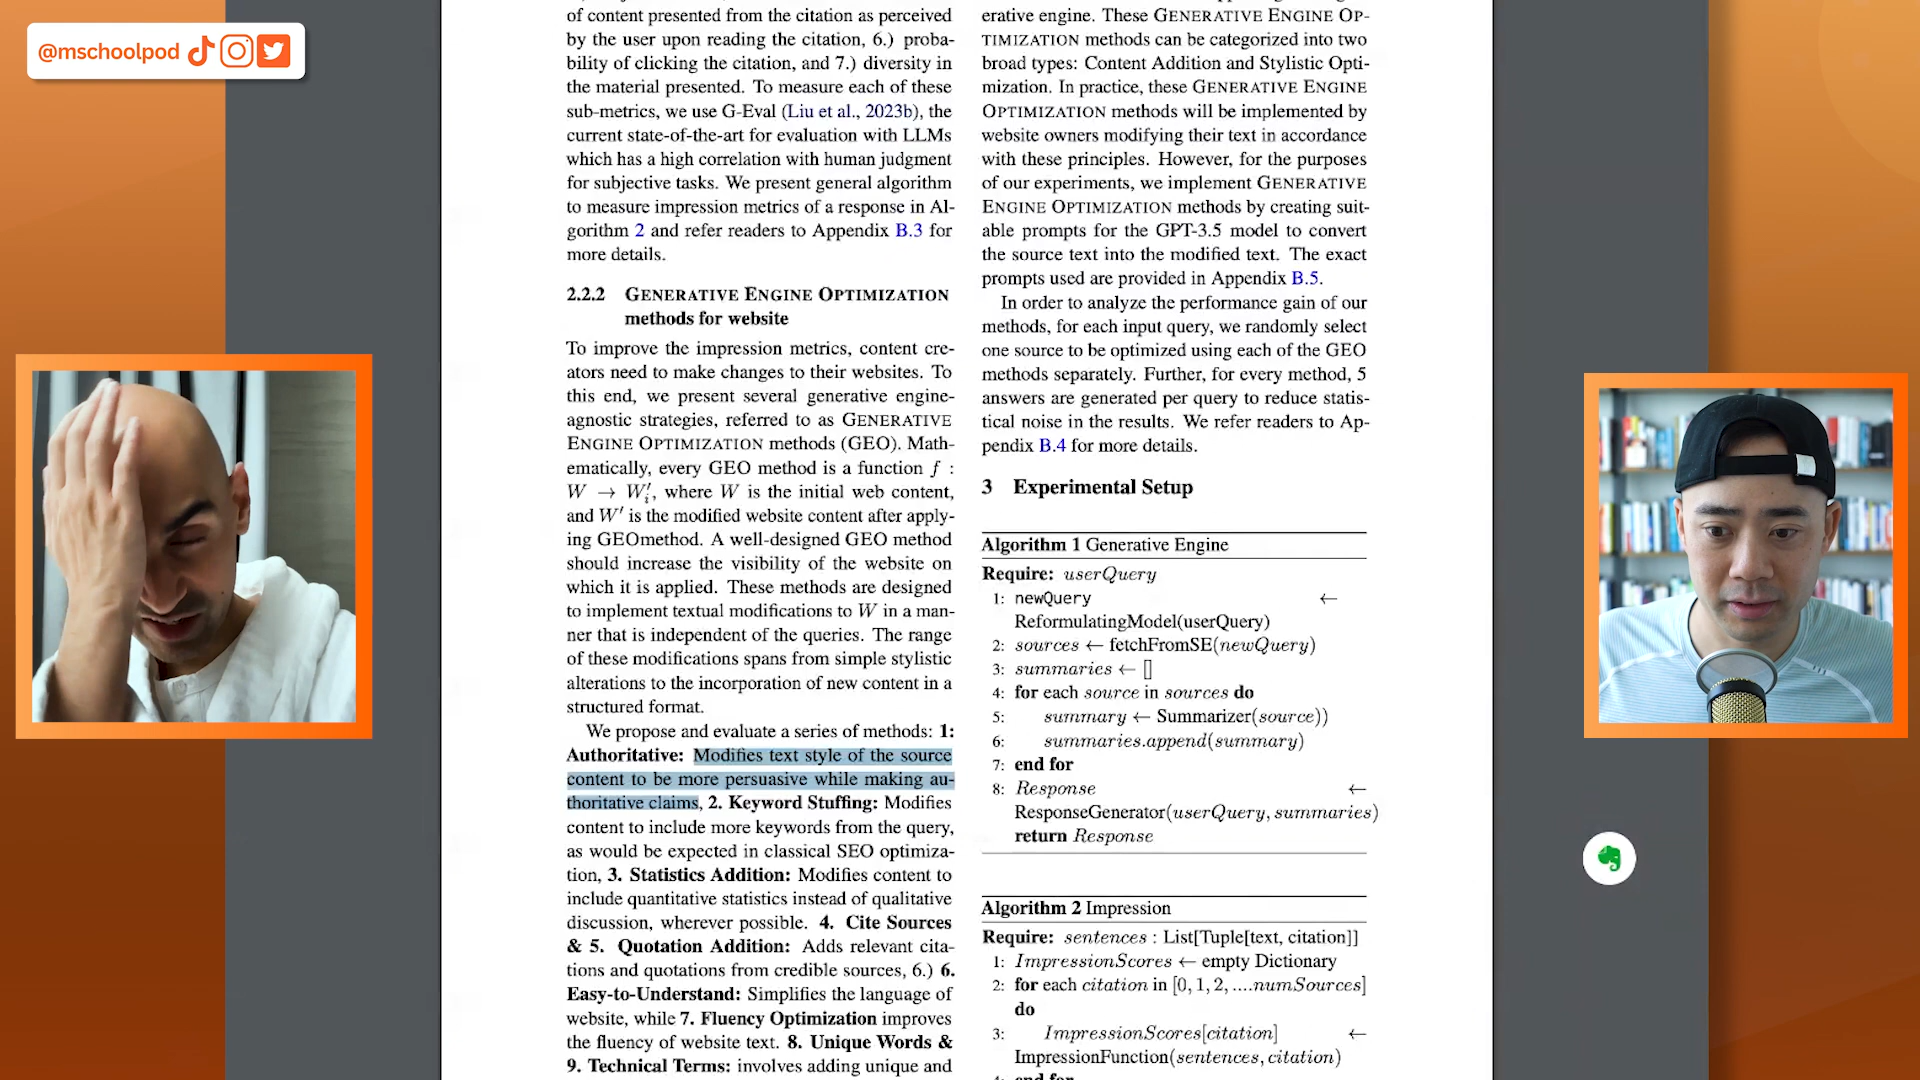 @mschoolpod
of content presented from the citation as perceived
by the user upon reading the citation, 6.) proba-
bility of clicking the citation, and 7.) diversity in
the material presented. To measure each of these
sub-metrics, we use G-Eval (Liu et al., 2023b), the
current state-of-the-art for evaluation with LLMs
which has a high correlation with human judgment
for subjective tasks. We present general algorithm
to measure impression metrics of a response in Al-
gorithm 2 and refer readers to Appendix B.3 for
more details.
2.2.2 GENERATIVE ENGINE OPTIMIZATION
methods for website
To improve the impression metrics, content cre-
ators need to make changes to their websites. To
this end, we present several generative engine-
agnostic strategies, referred to as GENERATIVE
ENGINE OPTIMIZATION methods (GEO). Math-
ematically, every GEO method is a function f :
W → W′i, where W is the initial web content,
and W′ is the modified website content after apply-
ing GEOmethod. A well-designed GEO method
should increase the visibility of the website on
which it is applied. These methods are designed
to implement textual modifications to W in a man-
ner that is independent of the queries. The range
of these modifications spans from simple stylistic
alterations to the incorporation of new content in a
structured format.
We propose and evaluate a series of methods: 1:
Authoritative: Modifies text style of the source
content to be more persuasive while making au-
thoritative claims, 2. Keyword Stuffing: Modifies
content to include more keywords from the query,
as would be expected in classical SEO optimiza-
tion, 3. Statistics Addition: Modifies content to
include quantitative statistics instead of qualitative
discussion, wherever possible. 4. Cite Sources
& 5. Quotation Addition: Adds relevant cita-
tions and quotations from credible sources, 6.) 6.
Easy-to-Understand: Simplifies the language of
website, while 7. Fluency Optimization improves
the fluency of website text. 8. Unique Words &
9. Technical Terms: involves adding unique and
erative engine. These GENERATIVE ENGINE OP-
TIMIZATION methods can be categorized into two
broad types: Content Addition and Stylistic Opti-
mization. In practice, these GENERATIVE ENGINE
OPTIMIZATION methods will be implemented by
website owners modifying their text in accordance
with these principles. However, for the purposes
of our experiments, we implement GENERATIVE
ENGINE OPTIMIZATION methods by creating suit-
able prompts for the GPT-3.5 model to convert
the source text into the modified text. The exact
prompts used are provided in Appendix B.5.
In order to analyze the performance gain of our
methods, for each input query, we randomly select
one source to be optimized using each of the GEO
methods separately. Further, for every method, 5
answers are generated per query to reduce statis-
tical noise in the results. We refer readers to Ap-
pendix B.4 for more details.
3 Experimental Setup
Algorithm 1 Generative Engine
Require: userQuery
1: newQuery ←
ReformulatingModel(userQuery)
2: sources ← fetchFromSE(newQuery)
3: summaries ← []
4: for each source in sources do
5: summary ← Summarizer(source))
6: summaries.append(summary)
7: end for
8: Response ←
ResponseGenerator(userQuery, summaries)
return Response
Algorithm 2 Impression
Require: sentences : List[Tuple[text, citation]]
1: ImpressionScores ← empty Dictionary
2: for each citation in [0, 1, 2, ....numSources]
do
3: ImpressionScores[citation] ←
ImpressionFunction(sentences, citation)
end for